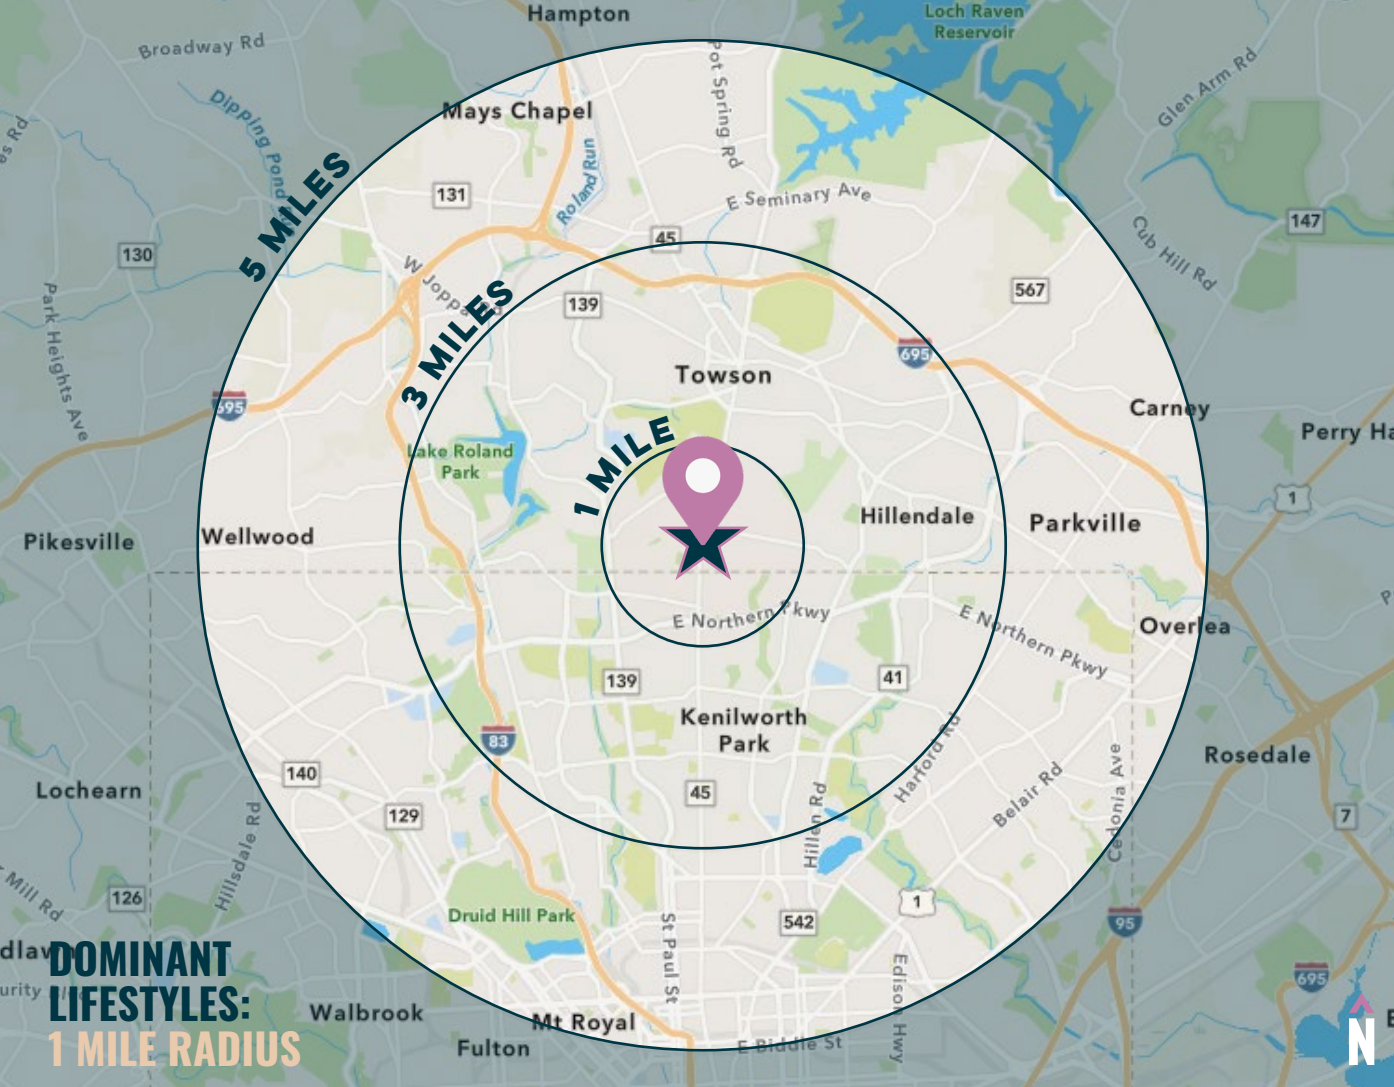 Hampton
Loch Raven
Reservoir
Broadway Rd
Pot Spring Rd
Glen Arm Rd
Dipping Pond
Mays Chapel
es Rd
Roland Run
5 MILES
131
E Seminary Ave
147
45
130
Cub Hill Rd
W Joppa
567
139
3 MILES
Park Heights Ave
695
Towson
695
Carney
Perry Ha
1 MILE
Lake Roland
Park
1
Hillendale
Parkville
Pikesville
Wellwood
E Northern Pkwy
E Northern Pkwy
Overlea
139
41
Kenilworth
Park
83
Harford Rd
Rosedale
140
45
Belair Rd
Cedonia Ave
Lochearn
129
Hillen Rd
7
Hillsdale Rd
Mill Rd
126
1
Druid Hill Park
542
95
St Paul St
dlawn
DOMINANT
LIFESTYLES:
1 MILE RADIUS
urity
Edison Hwy
695
Walbrook
Mt Royal
N
Fulton
E Biddle St